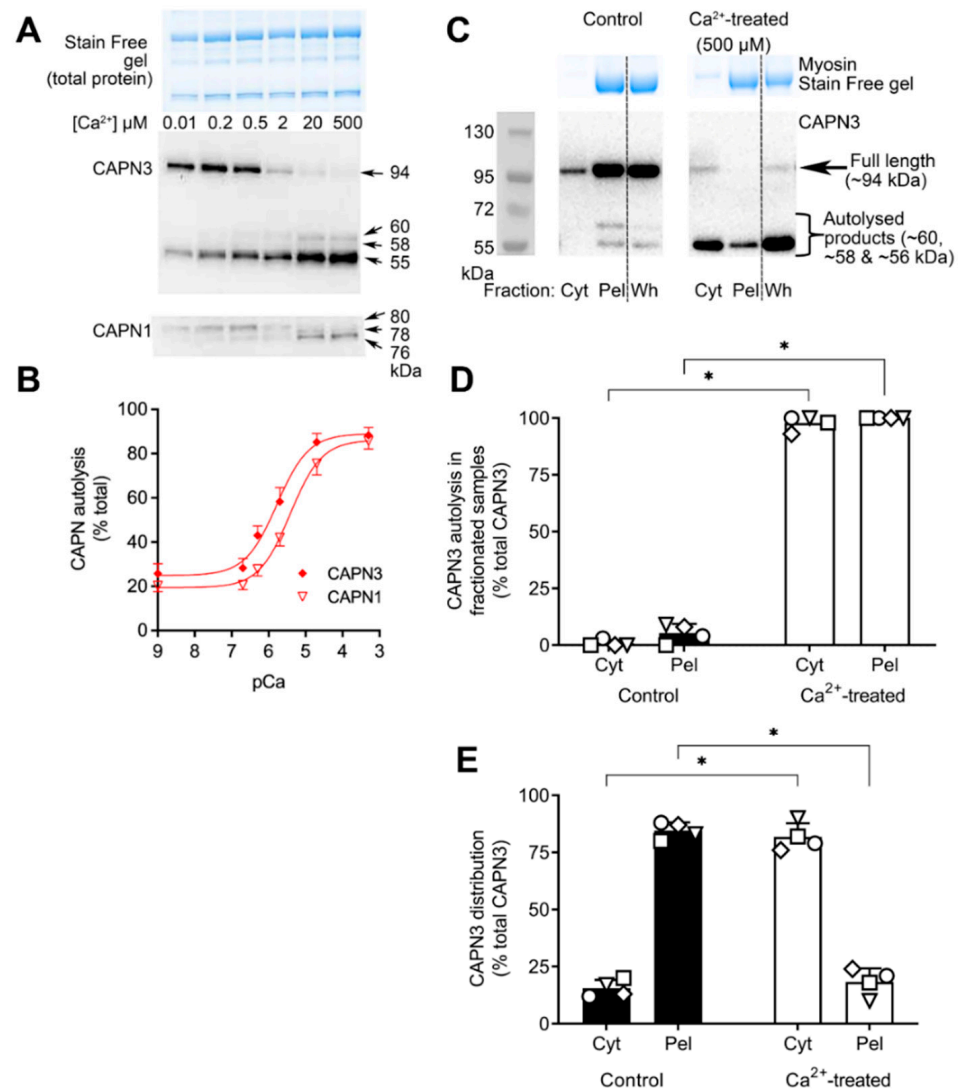 A
Stain Free
gel
(total protein)
[Ca²⁺] µM
0.01 0.2 0.5 2 20 500
CAPN3
94
60
58
55
CAPN1
80
78
76
kDa
B
CAPN autolysis
(% total)
100
80
60
40
20
0
9 8 7 6 5 4 3
pCa
CAPN3
CAPN1
C
Control
Ca²⁺-treated
(500 µM)
Myosin
Stain Free gel
CAPN3
130
95
72
55
kDa
Full length
(~94 kDa)
Autolysed
products (~60,
~58 & ~56 kDa)
Fraction: Cyt Pel Wh Cyt Pel Wh
D
* *
CAPN3 autolysis in
fractionated samples
(% total CAPN3)
100
75
50
25
0
Cyt Pel Cyt Pel
Control Ca²⁺-treated
E
* *
CAPN3 distribution
(% total CAPN3)
100
75
50
25
0
Cyt Pel Cyt Pel
Control Ca²⁺-treated